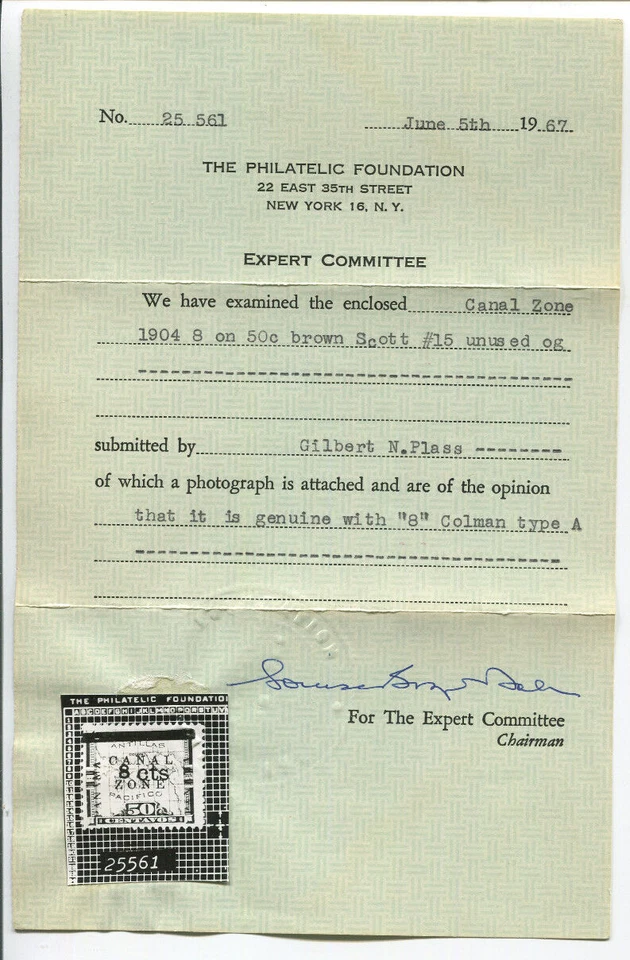 No. 25 561 June 5th 1967
THE PHILATELIC FOUNDATION
22 EAST 35TH STREET
NEW YORK 16, N. Y.
EXPERT COMMITTEE
We have examined the enclosed Canal Zone
1904 8 on 50c brown Scott #15 unused og
submitted by Gilbert N.Plass
of which a photograph is attached and are of the opinion
that it is genuine with "8" Colman type A
For The Expert Committee
Chairman
THE PHILATELIC FOUNDATIO
ABCDEFGHIJKLMNOPQRSTUV
ANTILLAS
CANAL
8 cts
ZONE
PACIFICO
50
CENTAVOS
25561